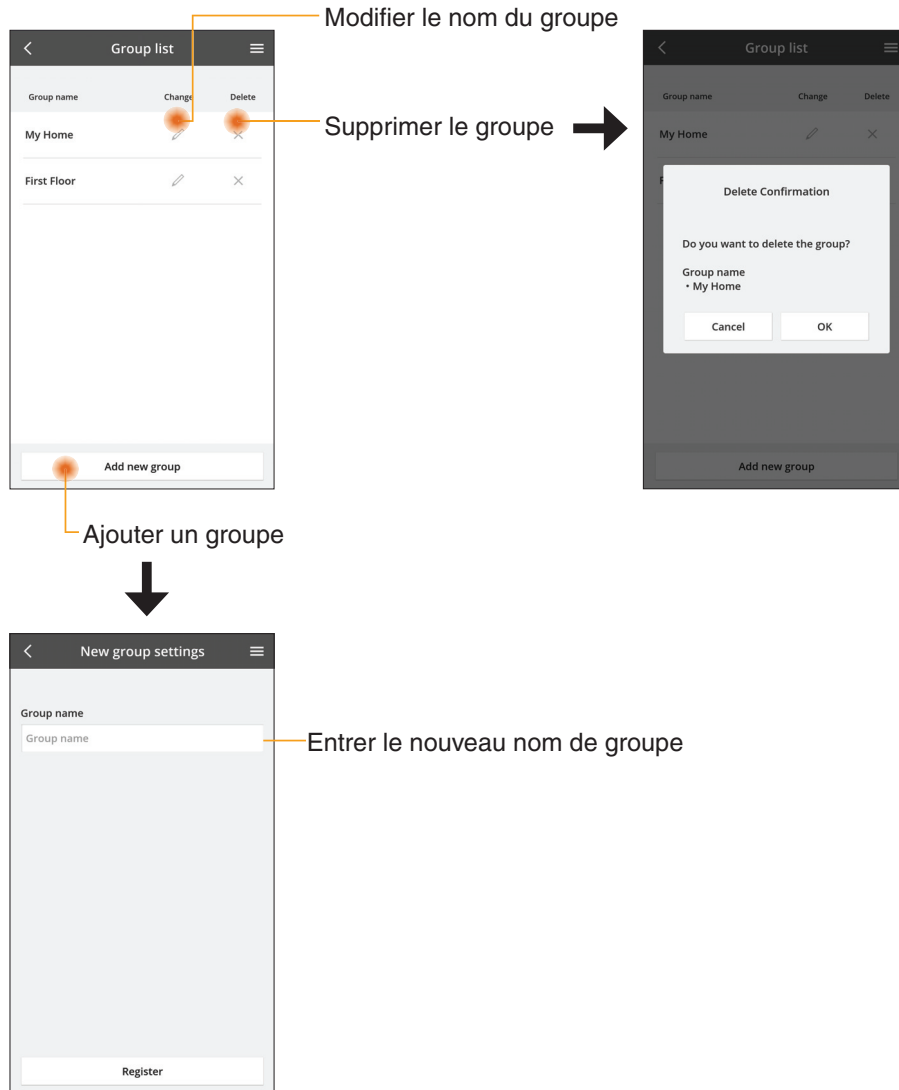 Modifier le nom du groupe
Group list
Group name Change Delete
My Home
First Floor
Add new group
Supprimer le groupe
Group list
Group name Change Delete
My Home
F
Delete Confirmation
Do you want to delete the group?
Group name
• My Home
Cancel OK
Add new group
Ajouter un groupe
New group settings
Group name
Group name
Register
Entrer le nouveau nom de groupe